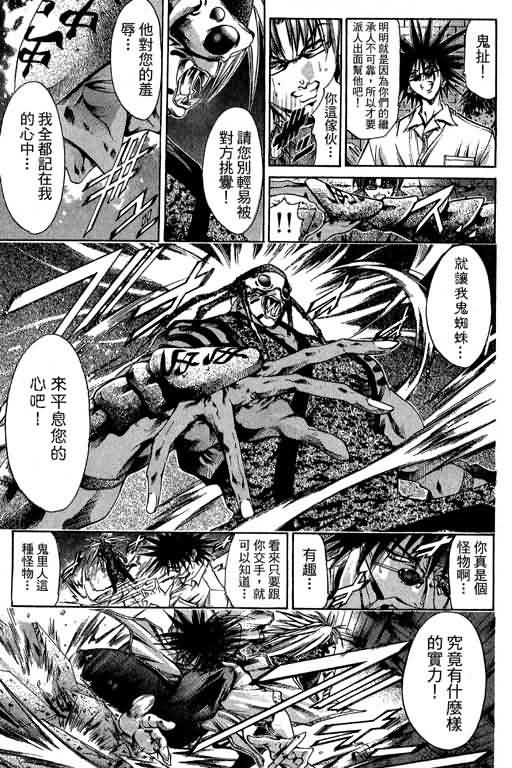 鬼扯！
明明就是因為你們的繼
承人不可靠，所以才要
派人出面幫他吧！
你這傢伙…
!!
請您別輕易被
對方挑釁！
他對您的羞
辱…
我全都記在我
的心中…
就讓我鬼蜘蛛
…
來平息您的
心吧！
你真是個
怪物啊…
有趣…
看來只要跟
你交手，就
可以知道…
鬼里人這
種怪物…
究竟有什麼樣
的實力！